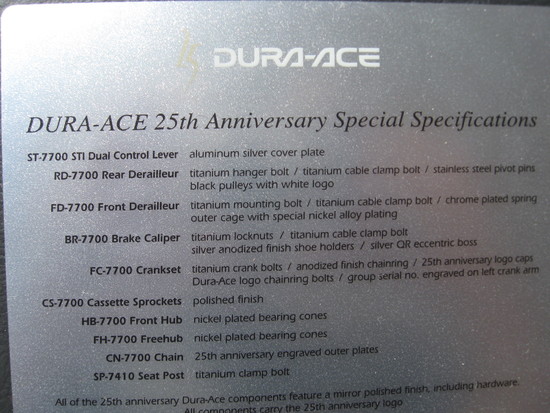 DURA-ACE
DURA-ACE 25th Anniversary Special Specifications
ST-7700 STI Dual Control Lever aluminum silver cover plate
RD-7700 Rear Derailleur titanium hanger bolt / titanium cable clamp bolt / stainless steel pivot pins
black pulleys with white logo
FD-7700 Front Derailleur titanium mounting bolt / titanium cable clamp bolt / chrome plated spring
outer cage with special nickel alloy plating
BR-7700 Brake Caliper titanium locknuts / titanium cable clamp bolt
silver anodized finish shoe holders / silver QR eccentric boss
FC-7700 Crankset titanium crank bolts / anodized finish chainring / 25th anniversary logo caps
Dura-Ace logo chainring bolts / group serial no. engraved on left crank arm
CS-7700 Cassette Sprockets polished finish
HB-7700 Front Hub nickel plated bearing cones
FH-7700 Freehub nickel plated bearing cones
CN-7700 Chain 25th anniversary engraved outer plates
SP-7410 Seat Post titanium clamp bolt
All of the 25th anniversary Dura-Ace components feature a mirror polished finish, including hardware.
All components carry the 25th anniversary logo